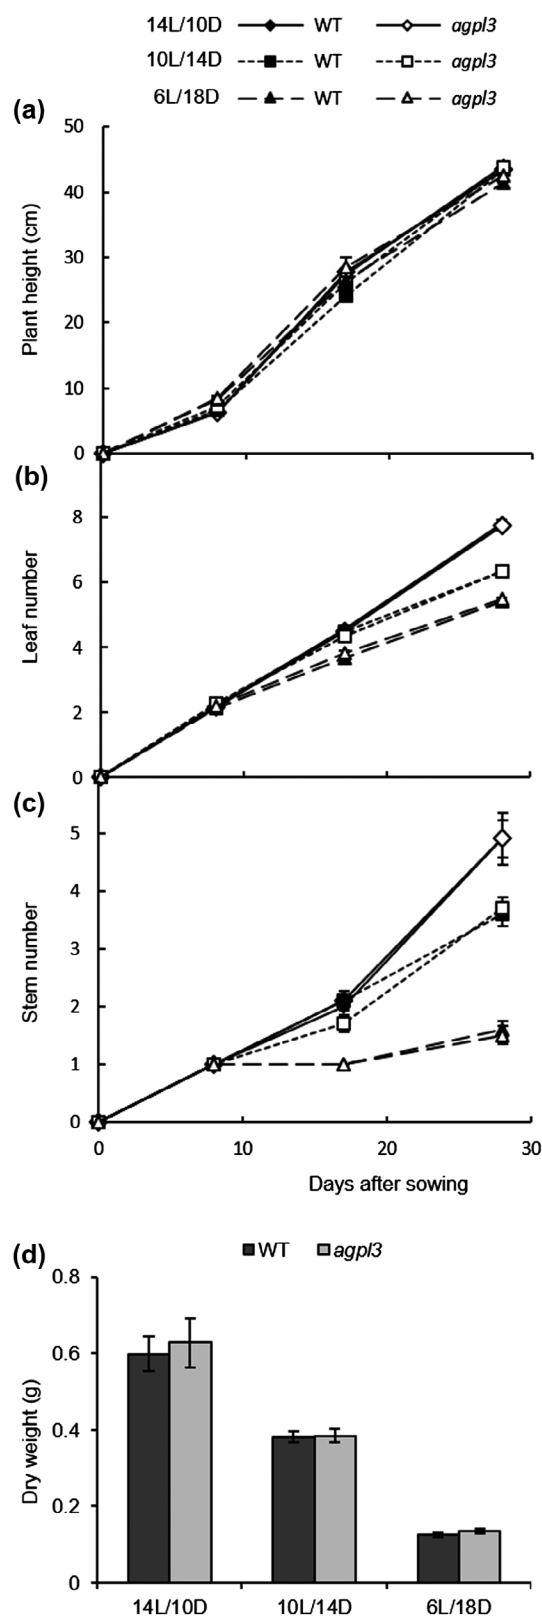 14L/10D WT agpl3
10L/14D WT agpl3
6L/18D WT agpl3
(a)
50
40
30
20
10
0
Plant height (cm)
(b)
8
6
4
2
0
Leaf number
(c)
5
4
3
2
1
0
Stem number
0 10 20 30
Days after sowing
(d)
WT agpl3
0.8
0.6
0.4
0.2
0
Dry weight (g)
14L/10D 10L/14D 6L/18D